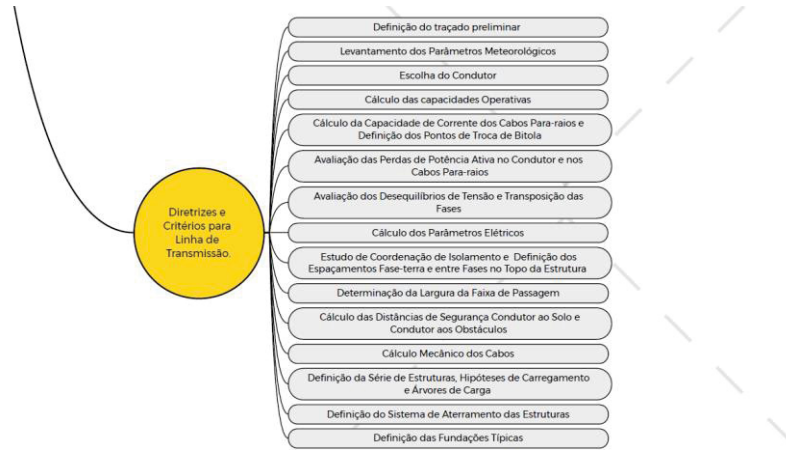 Definição do traçado preliminar
Levantamento dos Parâmetros Meteorológicos
Escolha do Condutor
Cálculo das capacidades Operativas
Cálculo da Capacidade de Corrente dos Cabos Para-raios e
Definição dos Pontos de Troca de Bitola
Avaliação das Perdas de Potência Ativa no Condutor e nos
Cabos Para-raios
Avaliação dos Desequilíbrios de Tensão e Transposição das
Fases
Diretrizes e
Critérios para
Linha de
Transmissão.
Cálculo dos Parâmetros Elétricos
Estudo de Coordenação de Isolamento e Definição dos
Espaçamentos Fase-terra e entre Fases no Topo da Estrutura
Determinação da Largura da Faixa de Passagem
Cálculo das Distâncias de Segurança Condutor ao Solo e
Condutor aos Obstáculos
Cálculo Mecânico dos Cabos
Definição da Série de Estruturas, Hipóteses de Carregamento
e Árvores de Carga
Definição do Sistema de Aterramento das Estruturas
Definição das Fundações Típicas